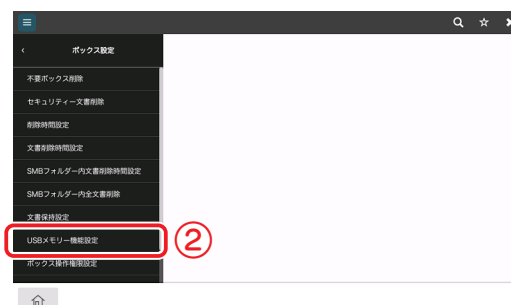 ボックス設定
不要ボックス削除
セキュリティー文書削除
削除時間設定
文書削除時間設定
SMBフォルダー内文書削除時間設定
SMBフォルダー内全文書削除
文書保持設定
USBメモリー機能設定
②
ボックス操作権限設定